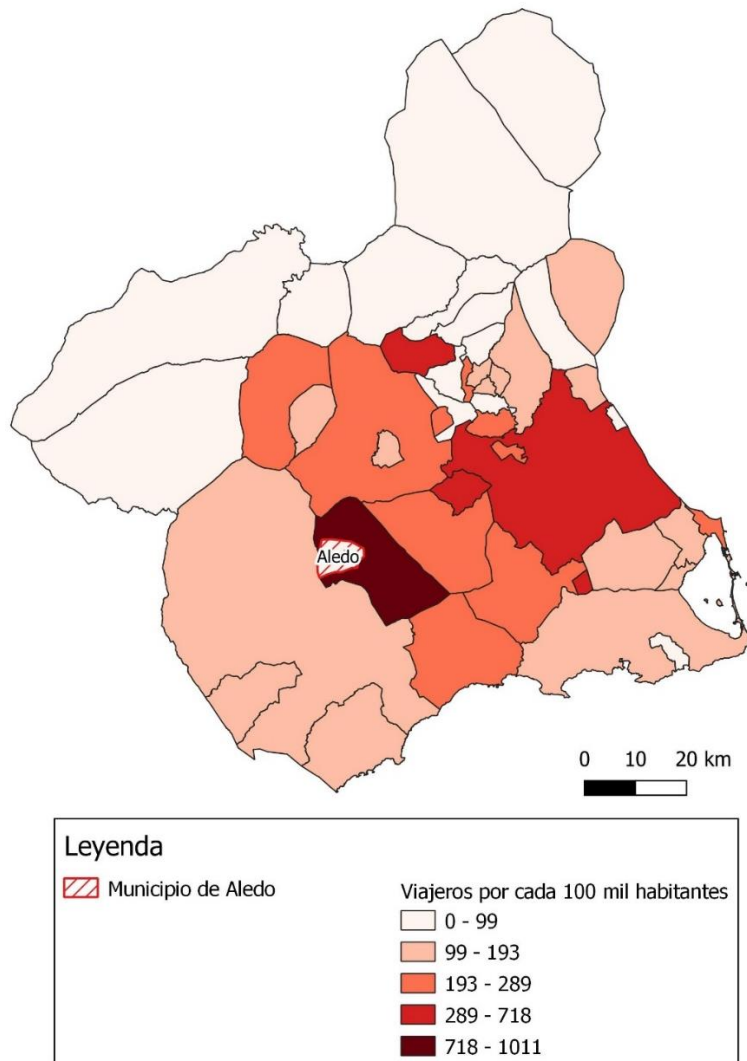 Aledo
0 10 20 km
Leyenda
Municipio de Aledo
Viajeros por cada 100 mil habitantes
0 - 99
99 - 193
193 - 289
289 - 718
718 - 1011